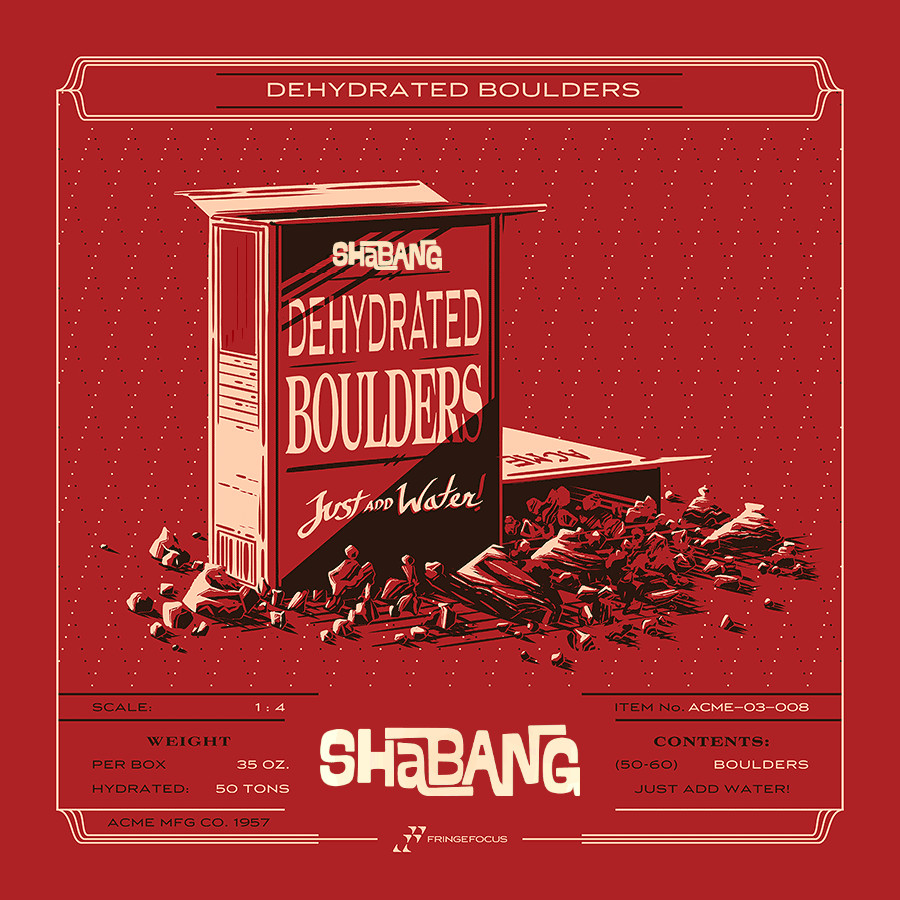 DEHYDRATED BOULDERS
SHaBANG
DEHYDRATED
BOULDERS
Just ADD Water!
ACME
SCALE: 1 : 4
WEIGHT
PER BOX 35 OZ.
HYDRATED: 50 TONS
ACME MFG CO. 1957
SHaBANG
FRINGEFOCUS
ITEM No. ACME–03–008
CONTENTS:
(50-60) BOULDERS
JUST ADD WATER!